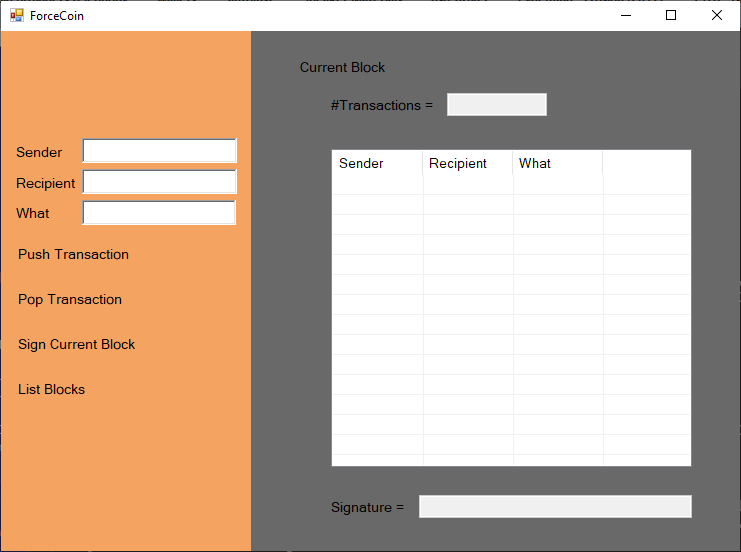 ForceCoin
Sender
Recipient
What
Push Transaction
Pop Transaction
Sign Current Block
List Blocks
Current Block
#Transactions =
Sender Recipient What
Signature =